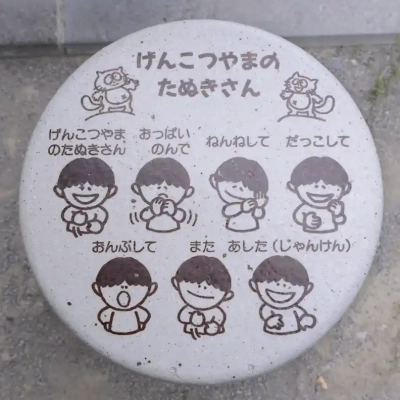 げんこつやまの
たぬきさん
げんこつやま
のたぬきさん
おっぱい
のんで
ねんねして
だっこして
おんぶして
また
あした(じゃんけん)